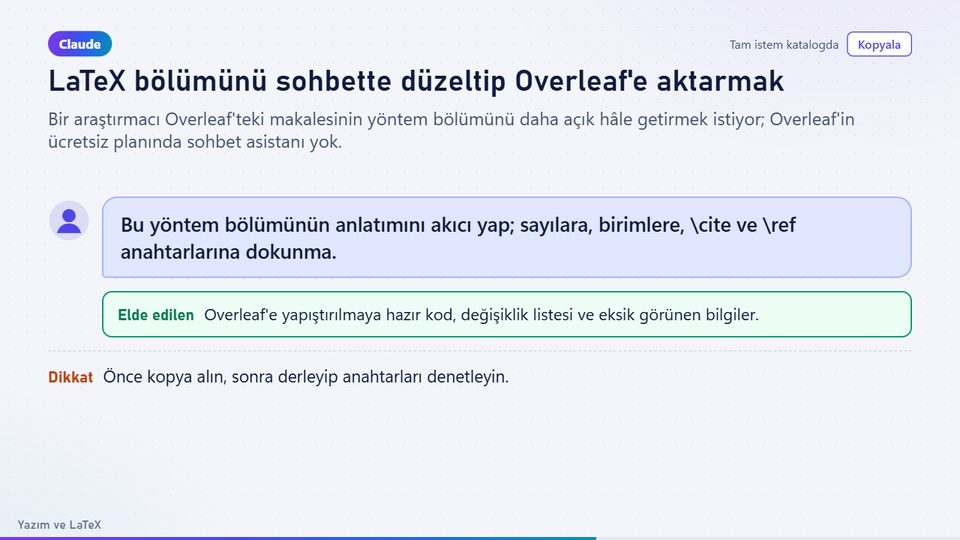 Claude
Tam istem katalogda
Kopyala
LaTeX bölümünü sohbette düzeltip Overleaf'e aktarmak
Bir araştırmacı Overleaf'teki makalesinin yöntem bölümünü daha açık hâle getirmek istiyor; Overleaf'in
ücretsiz planında sohbet asistanı yok.
Bu yöntem bölümünün anlatımını akıcı yap; sayılara, birimlere, \cite ve \ref
anahtarlarına dokunma.
Elde edilen Overleaf'e yapıştırılmaya hazır kod, değişiklik listesi ve eksik görünen bilgiler.
Dikkat Önce kopya alın, sonra derleyip anahtarları denetleyin.
Yazım ve LaTeX